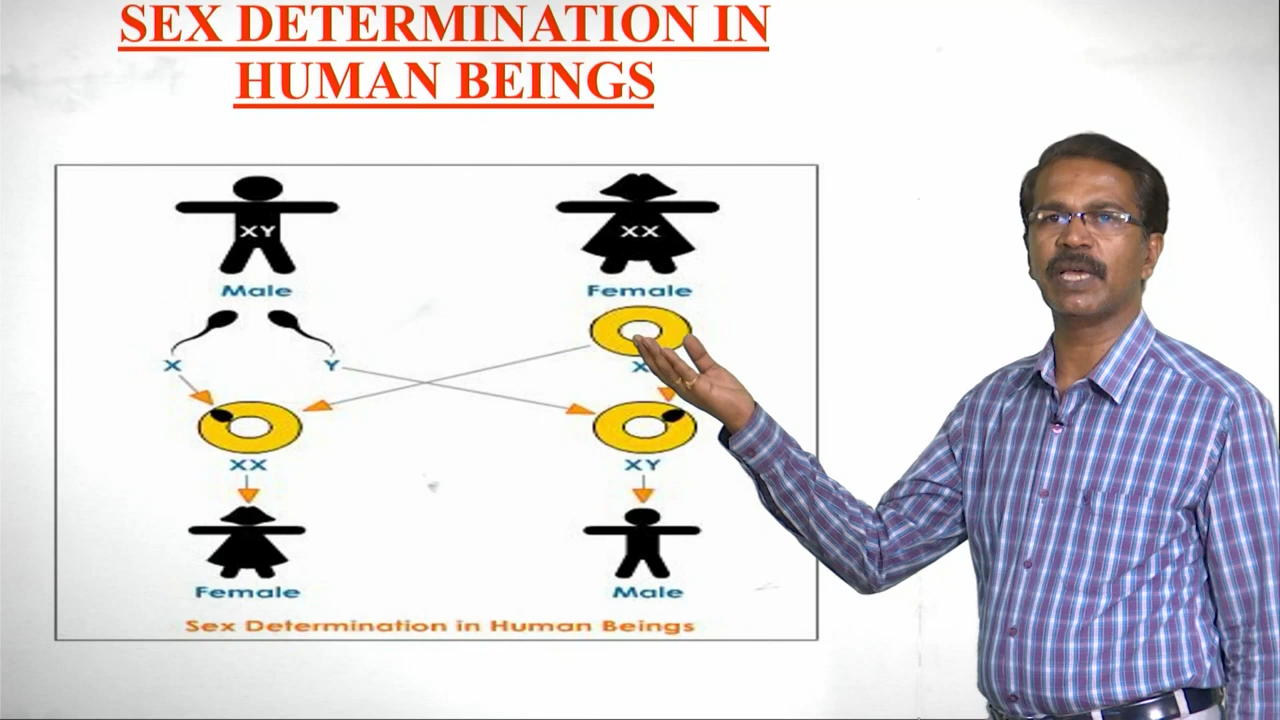 SEX DETERMINATION IN
HUMAN BEINGS
XY
XX
Male
Female
X
Y
X
XX
XY
Female
Male
Sex Determination in Human Beings